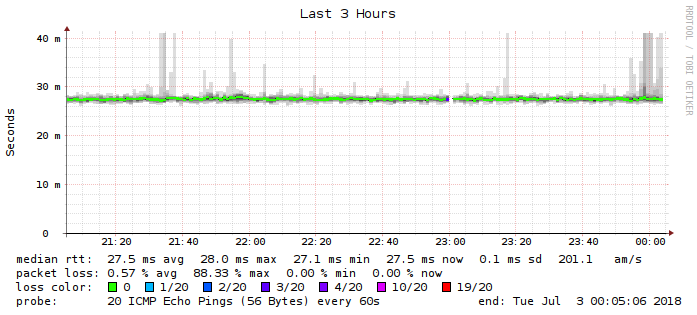 Last 3 Hours
RRDTOOL / TOBI OETIKER
Seconds
40 m
30 m
20 m
10 m
0
21:20 21:40 22:00 22:20 22:40 23:00 23:20 23:40 00:00
median rtt: 27.5 ms avg 28.0 ms max 27.1 ms min 27.5 ms now 0.1 ms sd 201.1 am/s
packet loss: 0.57 % avg 88.33 % max 0.00 % min 0.00 % now
loss color: 0 1/20 2/20 3/20 4/20 10/20 19/20
probe: 20 ICMP Echo Pings (56 Bytes) every 60s end: Tue Jul 3 00:05:06 2018